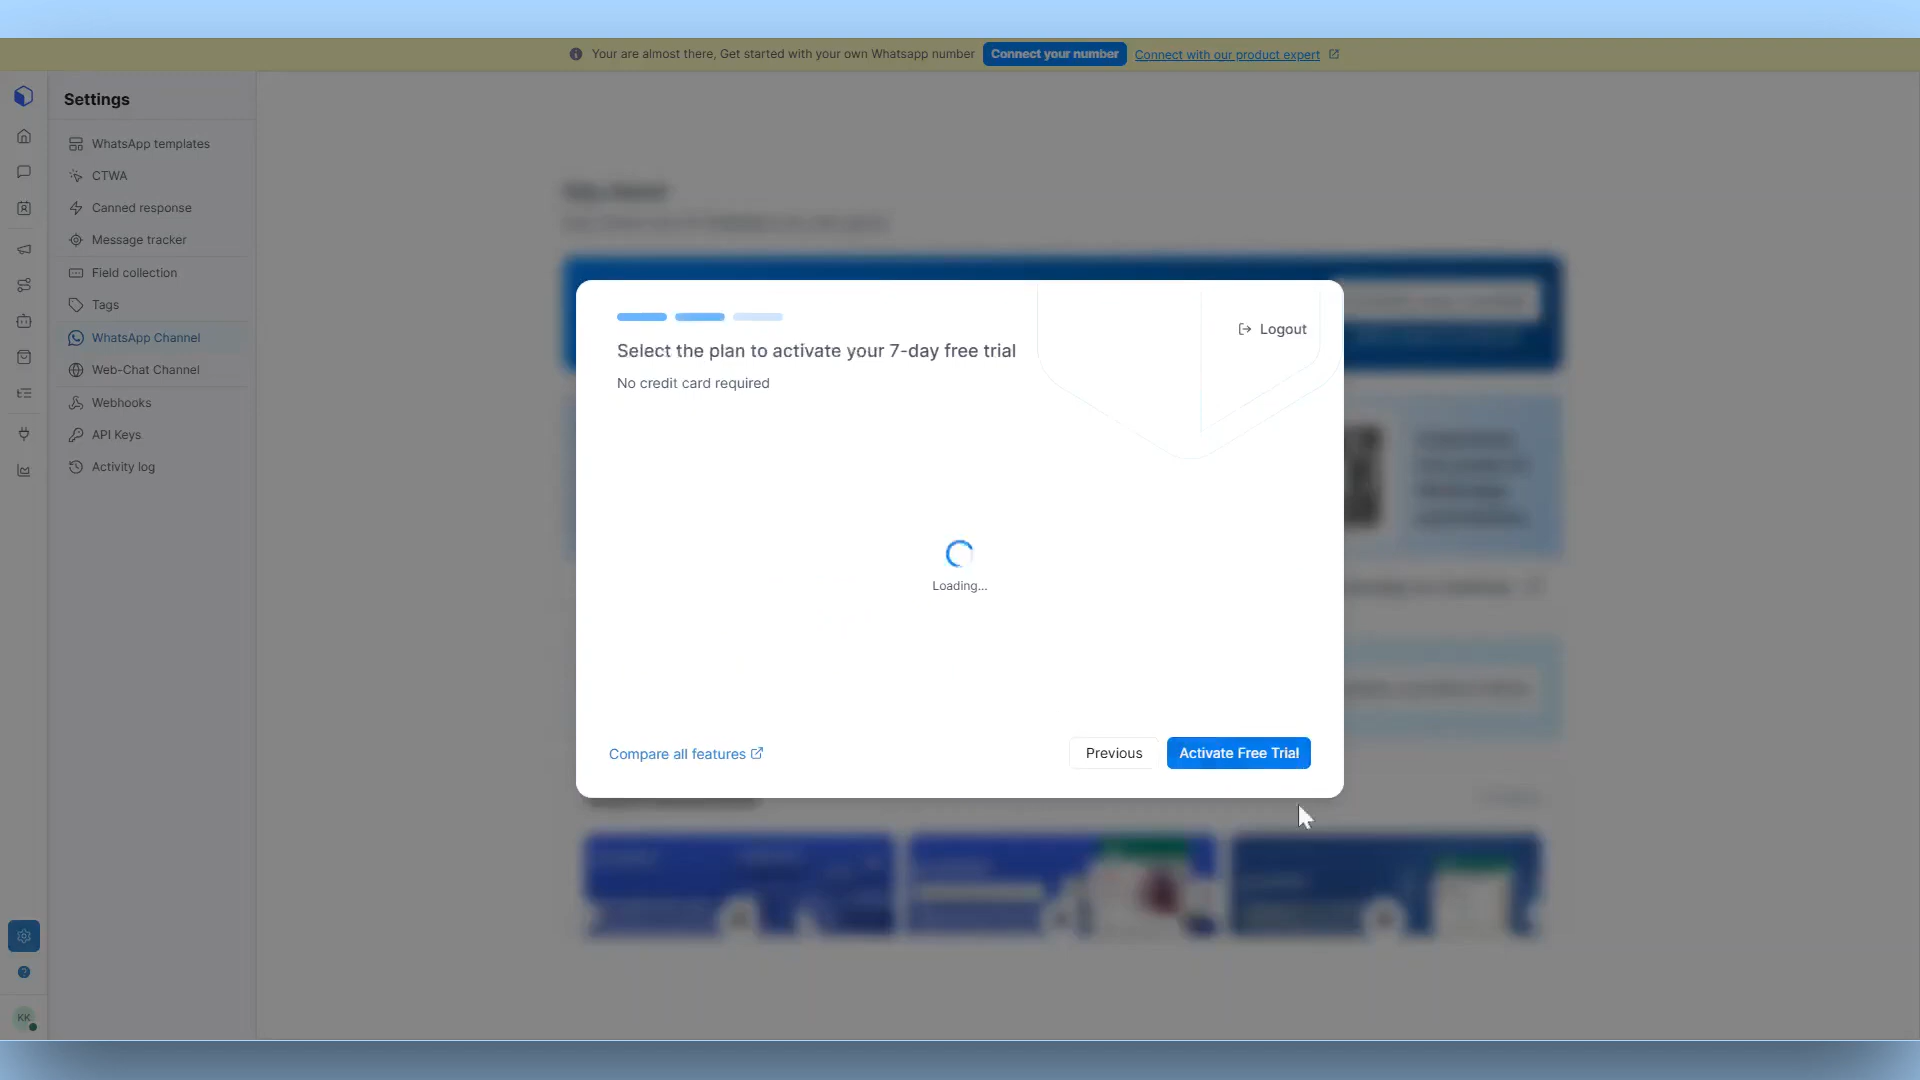 Your are almost there, Get started with your own Whatsapp number
Connect your number
Connect with our product expert
Settings
WhatsApp templates
CTWA
Canned response
Message tracker
Field collection
Tags
WhatsApp Channel
Web-Chat Channel
Webhooks
API Keys
Activity log
KK
Logout
Select the plan to activate your 7-day free trial
No credit card required
Loading...
Compare all features
Previous
Activate Free Trial